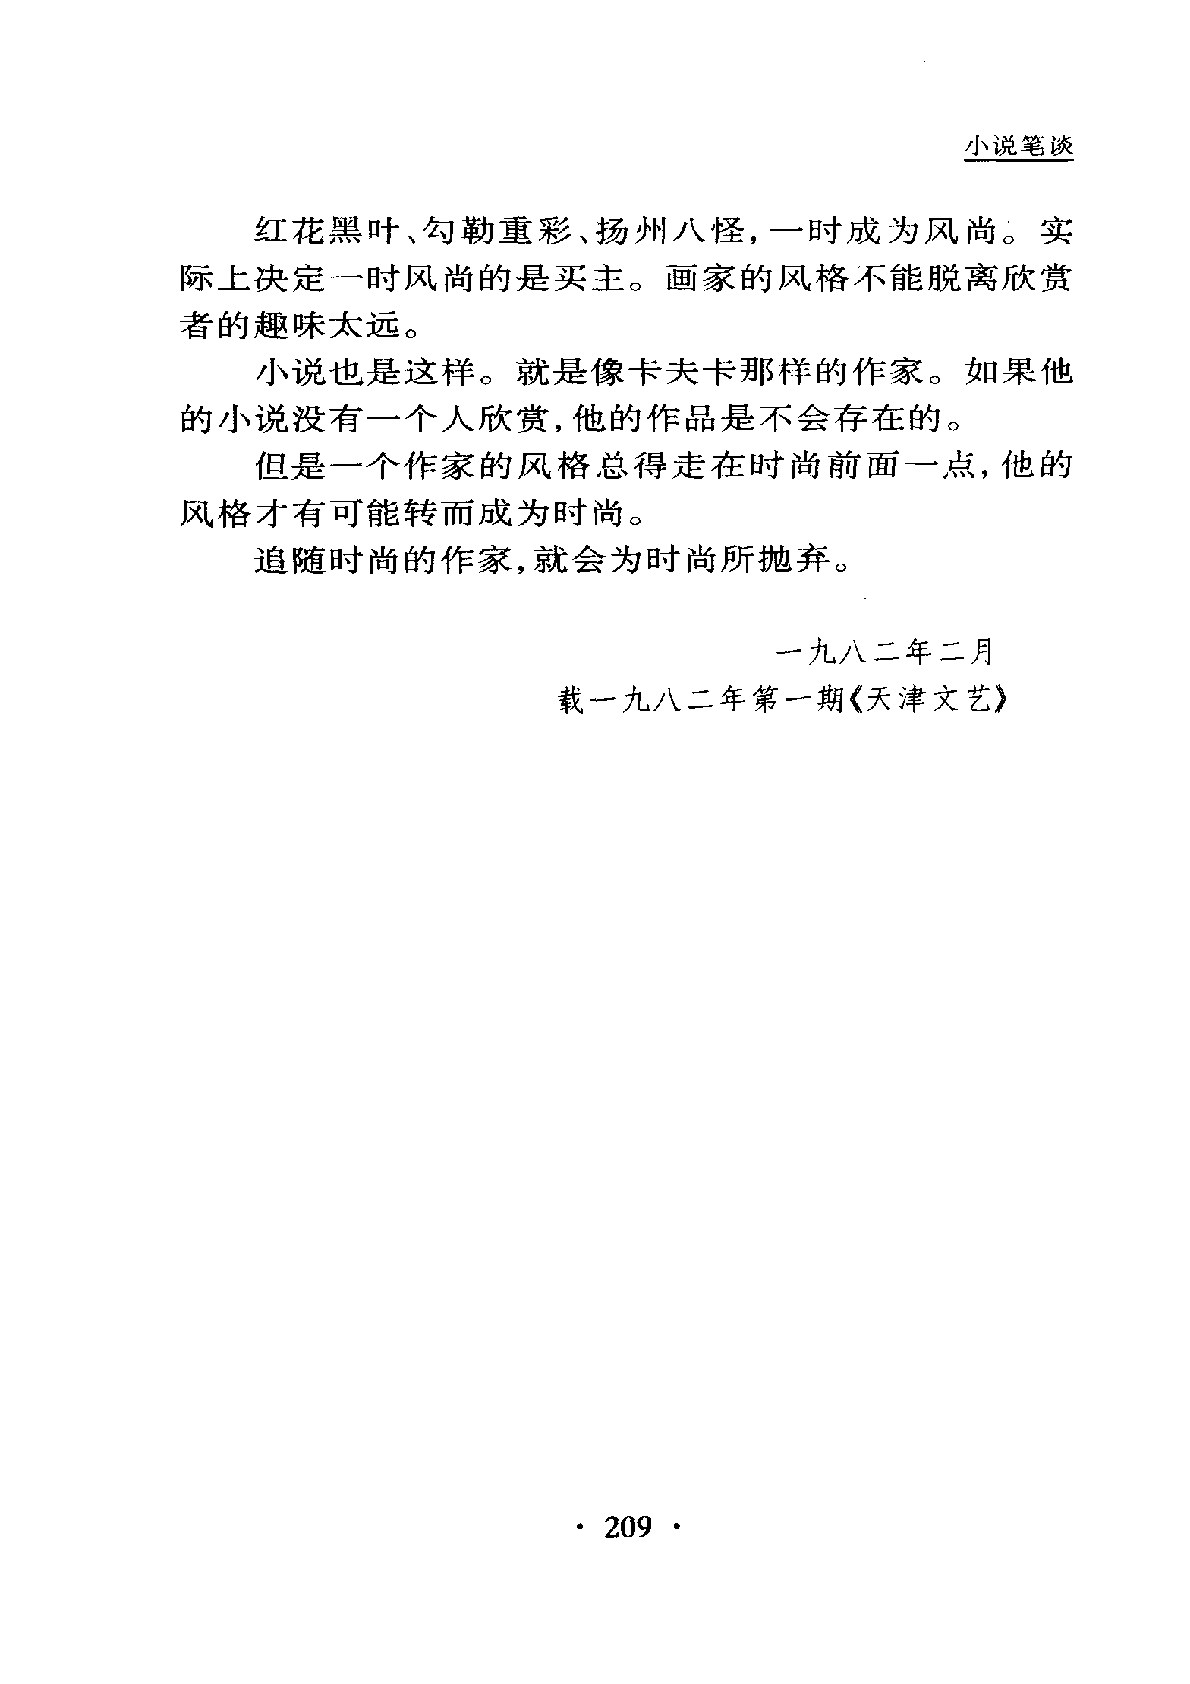 小说笔谈
红花黑叶、勾勒重彩、扬州八怪,一时成为风尚。实
际上决定一时风尚的是买主。画家的风格不能脱离欣赏
者的趣味太远。
小说也是这样。就是像卡夫卡那样的作家。如果他
的小说没有一个人欣赏,他的作品是不会存在的。
但是一个作家的风格总得走在时尚前面一点,他的
风格才有可能转而成为时尚。
追随时尚的作家,就会为时尚所抛弃。
一九八二年二月
载一九八二年第一期《天津文艺》
· 209 ·